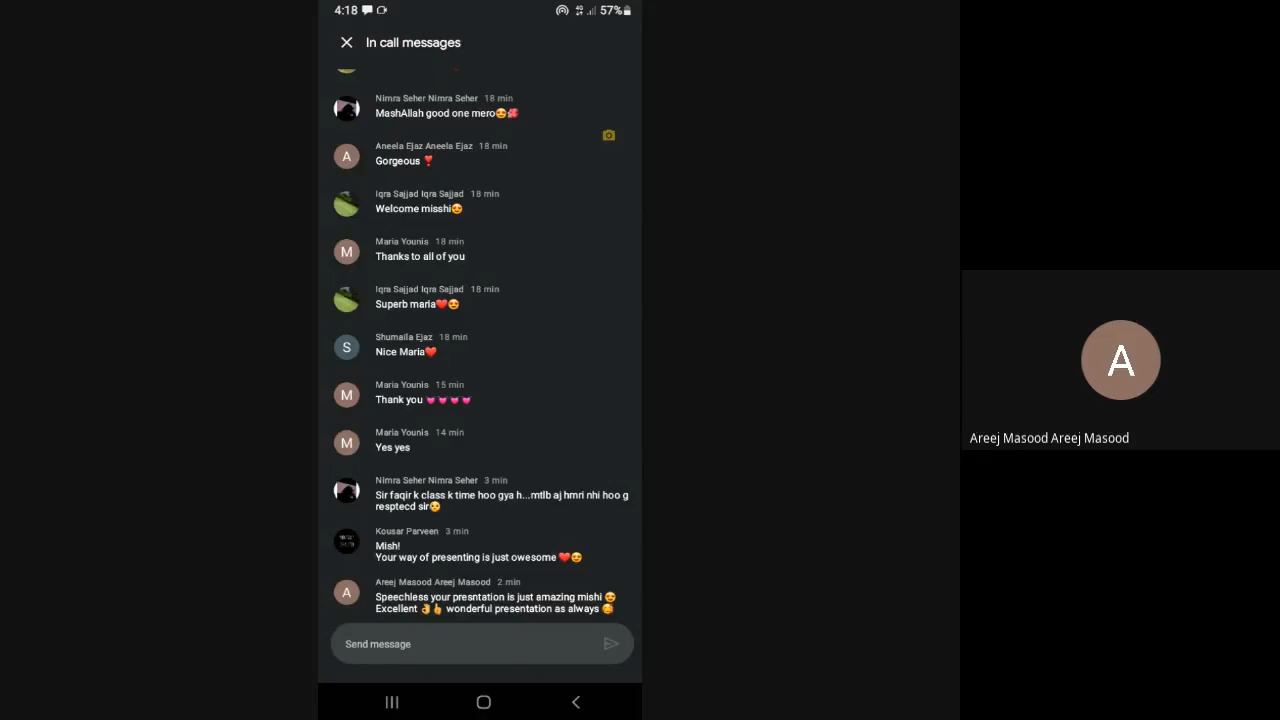 4:18 4G 57%
In call messages
Nimra Seher Nimra Seher 18 min
MashAllah good one mero😍💐
Aneela Ejaz Aneela Ejaz 18 min
A
Gorgeous ❣️
Iqra Sajjad Iqra Sajjad 18 min
Welcome misshi😍
Maria Younis 18 min
M
Thanks to all of you
Iqra Sajjad Iqra Sajjad 18 min
Superb maria❤️😍
Shumaila Ejaz 18 min
S
Nice Maria❤️
Maria Younis 15 min
M
Thank you 💓💓💓💓
Maria Younis 14 min
M
Yes yes
Nimra Seher Nimra Seher 3 min
Sir faqir k class k time hoo gya h...mtlb aj hmri nhi hoo g
resptecd sir🥺
Kousar Parveen 3 min
Mish!
Your way of presenting is just owesome ❤️😍
Areej Masood Areej Masood 2 min
A
Speechless your presntation is just amazing mishi 😍
Excellent 👌👍 wonderful presentation as always 🥰
Send message
A
Areej Masood Areej Masood